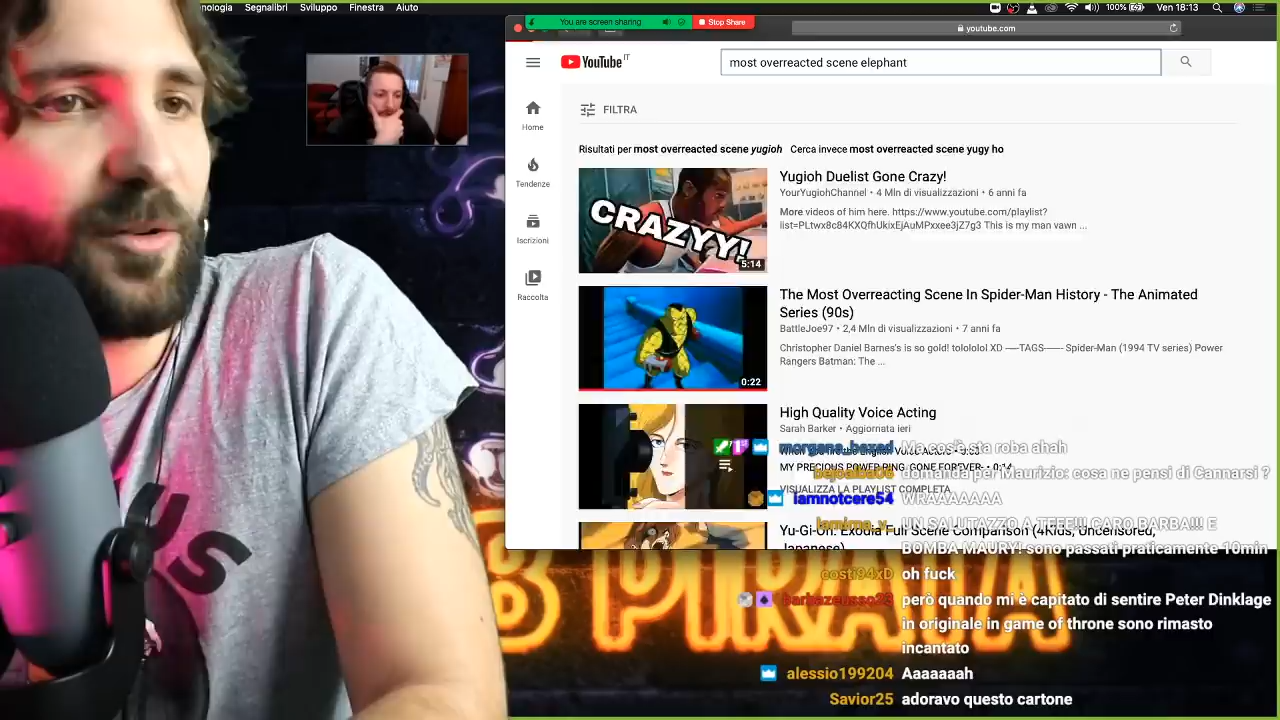 nologia Segnalibri Sviluppo Finestra Aiuto
100% Ven 18:13
You are screen sharing Stop Share
youtube.com
YouTube IT
most overreacted scene elephant
FILTRA
Home
Tendenze
Iscrizioni
Raccolta
Risultati per most overreacted scene yugioh Cerca invece most overreacted scene yugy ho
CRAZYY!
5:14
Yugioh Duelist Gone Crazy!
YourYugiohChannel • 4 Mln di visualizzazioni • 6 anni fa
More videos of him here. https://www.youtube.com/playlist?
list=PLtwx8c84KXQfhUkixEjAuMPxxee3jZ7g3 This is my man vawn ...
0:22
The Most Overreacting Scene In Spider-Man History - The Animated
Series (90s)
BattleJoe97 • 2,4 Mln di visualizzazioni • 7 anni fa
Christopher Daniel Barnes's is so gold! tolololol XD -----TAGS------- Spider-Man (1994 TV series) Power
Rangers Batman: The ...
High Quality Voice Acting
Sarah Barker • Aggiornata ieri
MY PRECIOUS POWER PING. GONE FOREVER- • 0:14
VISUALIZZA LA PLAYLIST COMPLETA
Yu-Gi-Oh: Exodia Full Scene Comparison (4Kids, Uncensored,
Japanese)
morgana_bazed Ma cos'è sta roba ahah
domanda per Maurizio: cosa ne pensi di Cannarsi ?
iamnotcere54 WRAAAAAAA
UN SALUTAZZO A TEEE!!! CARO BARBA!!! E
BOMBA MAURY! sono passati praticamente 10min
costi94xD oh fuck
barbazeusso23 però quando mi è capitato di sentire Peter Dinklage
in originale in game of throne sono rimasto
incantato
alessio199204 Aaaaaah
Savior25 adoravo questo cartone